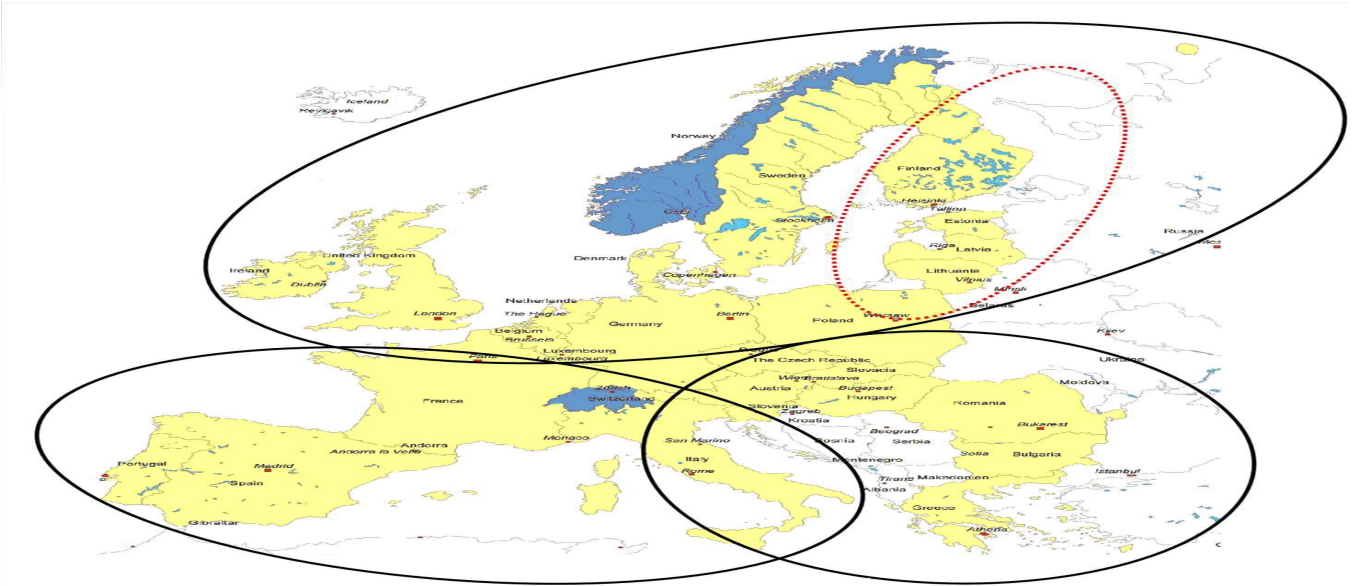 Iceland
Reykjavik
Norway
Finland
Sweden
Helsinki
Tallinn
Oslo
Stockholm
Estonia
Russia
Riga
Latvia
United Kingdom
Denmark
Ireland
Lithuania
Copenhagen
Vilnius
Dublin
Minsk
Netherlands
Belarus
London
The Hague
Berlin
Warsaw
Germany
Poland
Belgium
Kiev
Brussels
Luxembourg
Luxembourg
Paris
The Czech Republic
Ukraine
Slovacia
Wien
Bratislava
Moldova
Zürich
Austria
Budapest
Switzerland
Hungary
France
Romania
Slovenia
Zagreb
Kroatia
Bukarest
Beograd
Monaco
San Marino
Bosnia
Serbia
Andorra
Andorra la Vella
Sofia
Bulgaria
Italy
Montenegro
Portugal
Madrid
Rome
Istanbul
Tirana
Makedonien
Spain
Albania
Greece
Gibraltar
Athens